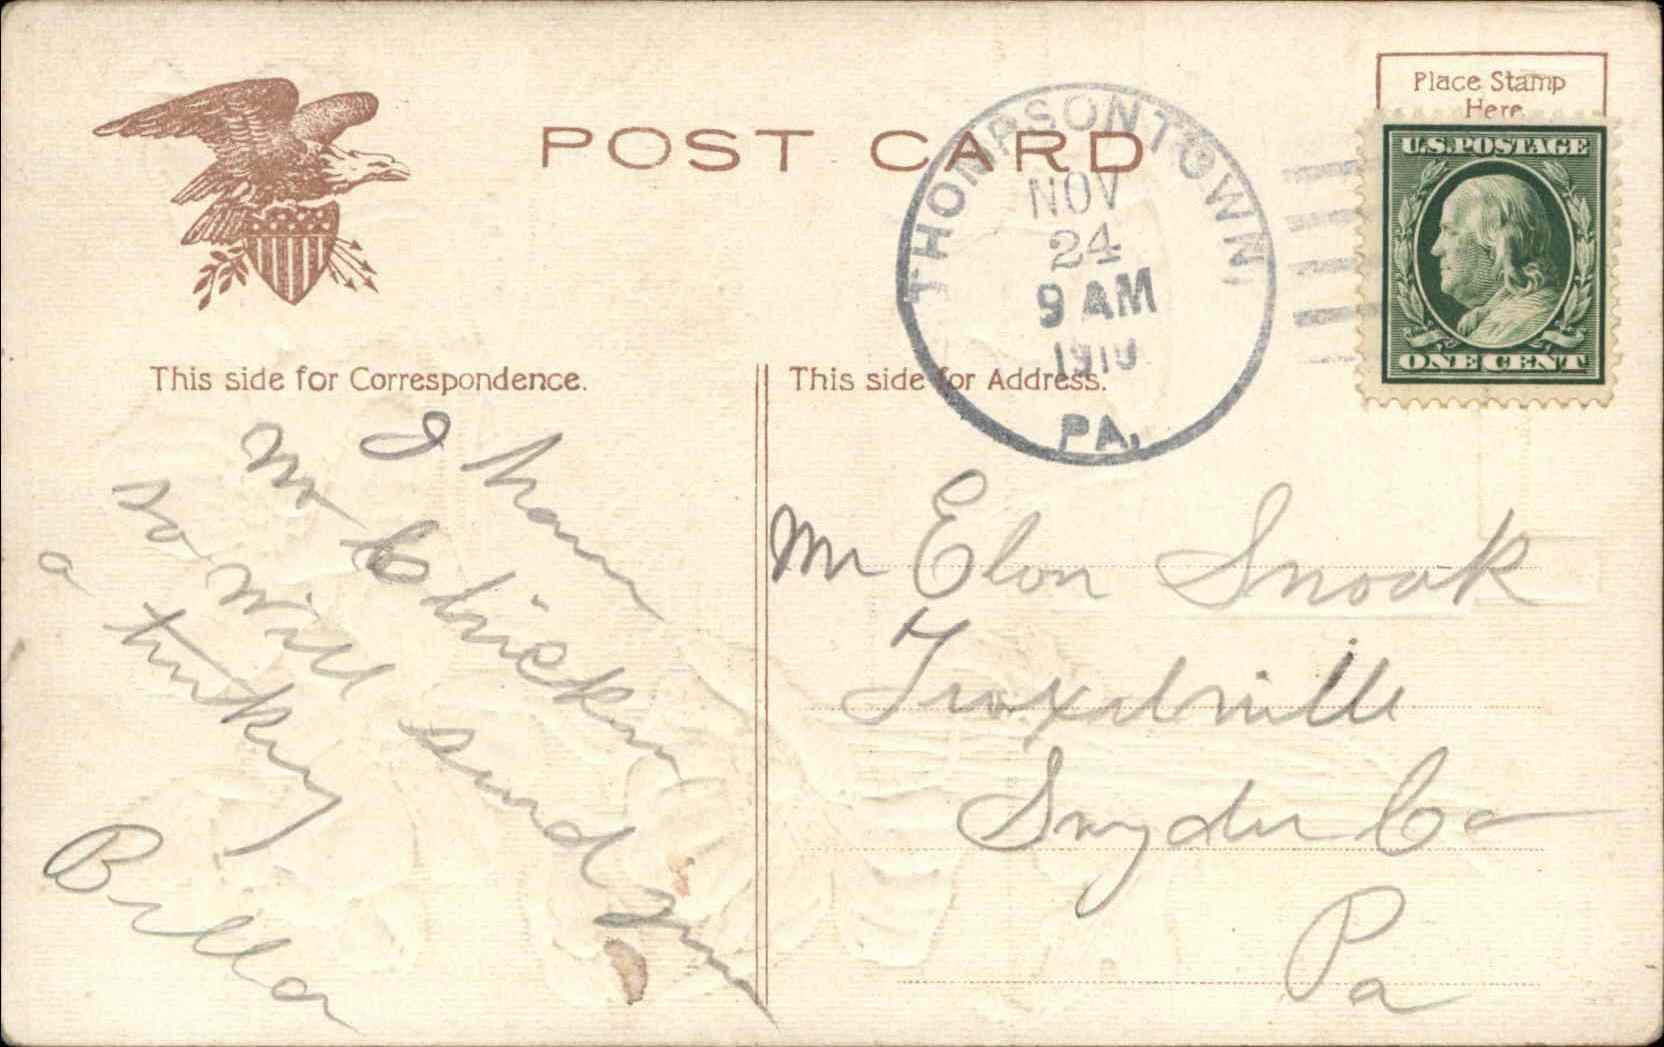 POST CARD
Place Stamp
Here
U.S. POSTAGE
ONE CENT
THOMPSONTOWN,
NOV
24
9 AM
1910
PA.
This side for Correspondence.
This side for Address.
I have
no Chicken
so will send you
a turky
Bella
Mr Elon Snook
Troxelville
Snyder Co
Pa